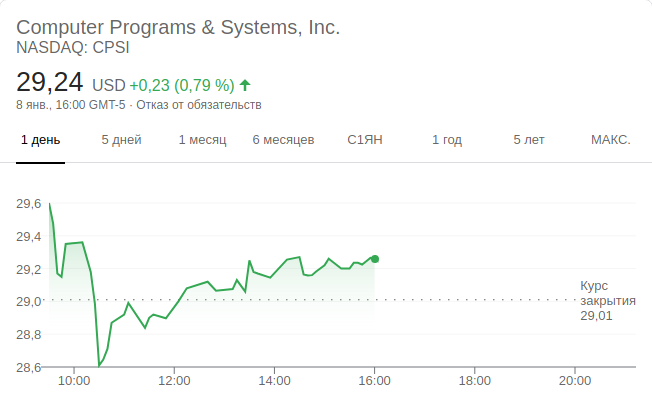 Computer Programs & Systems, Inc.
NASDAQ: CPSI
29,24 USD +0,23 (0,79 %)
8 янв., 16:00 GMT-5 · Отказ от обязательств
1 день 5 дней 1 месяц 6 месяцев С1ЯН 1 год 5 лет МАКС.
29,6
29,4
29,2
29,0
28,8
28,6
Курс
закрытия
29,01
10:00 12:00 14:00 16:00 18:00 20:00